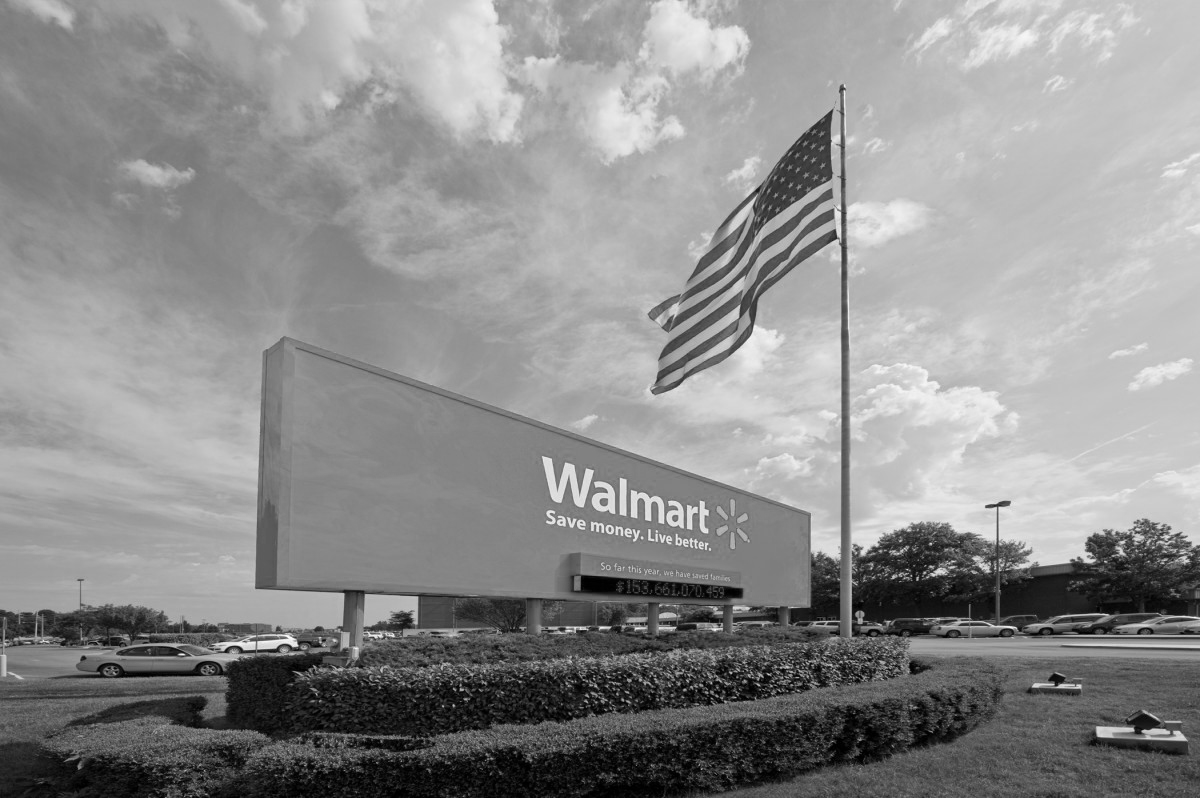 Walmart
Save money. Live better.
So far this year, we have saved families
$153,661,070,459